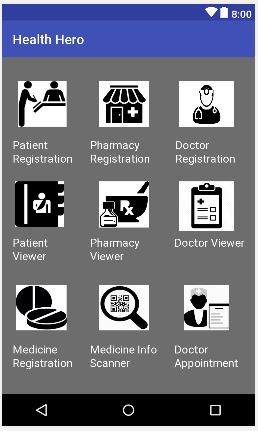 8:00
Health Hero
Patient
Registration
Pharmacy
Registration
Doctor
Registration
Rx
Patient
Viewer
Pharmacy
Viewer
Doctor Viewer
Medicine
Registration
Medicine Info
Scanner
Doctor
Appointment